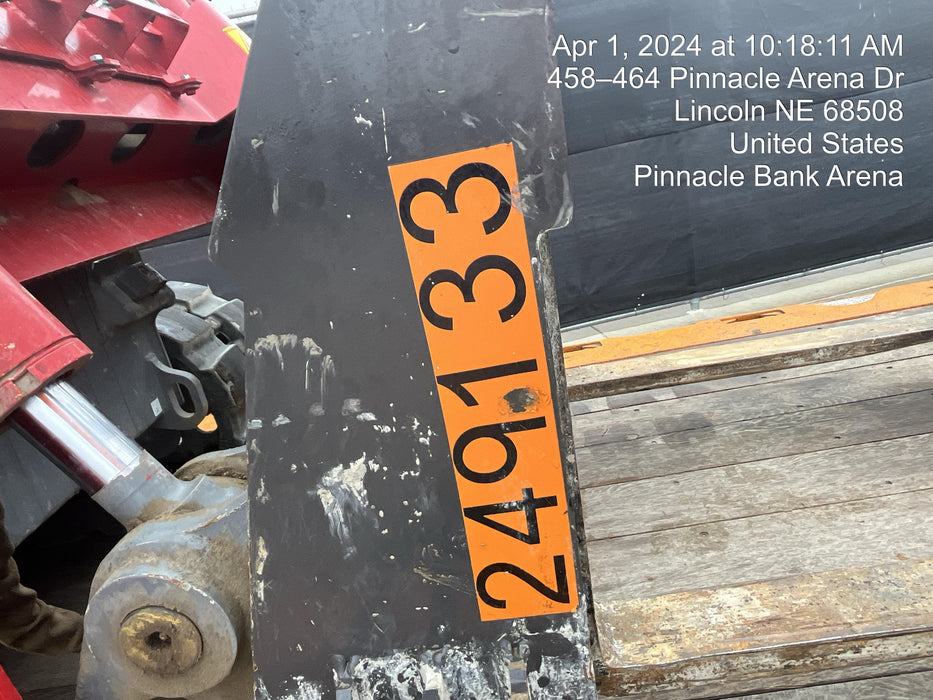 Apr 1, 2024 at 10:18:11 AM
458–464 Pinnacle Arena Dr
Lincoln NE 68508
United States
Pinnacle Bank Arena
249133